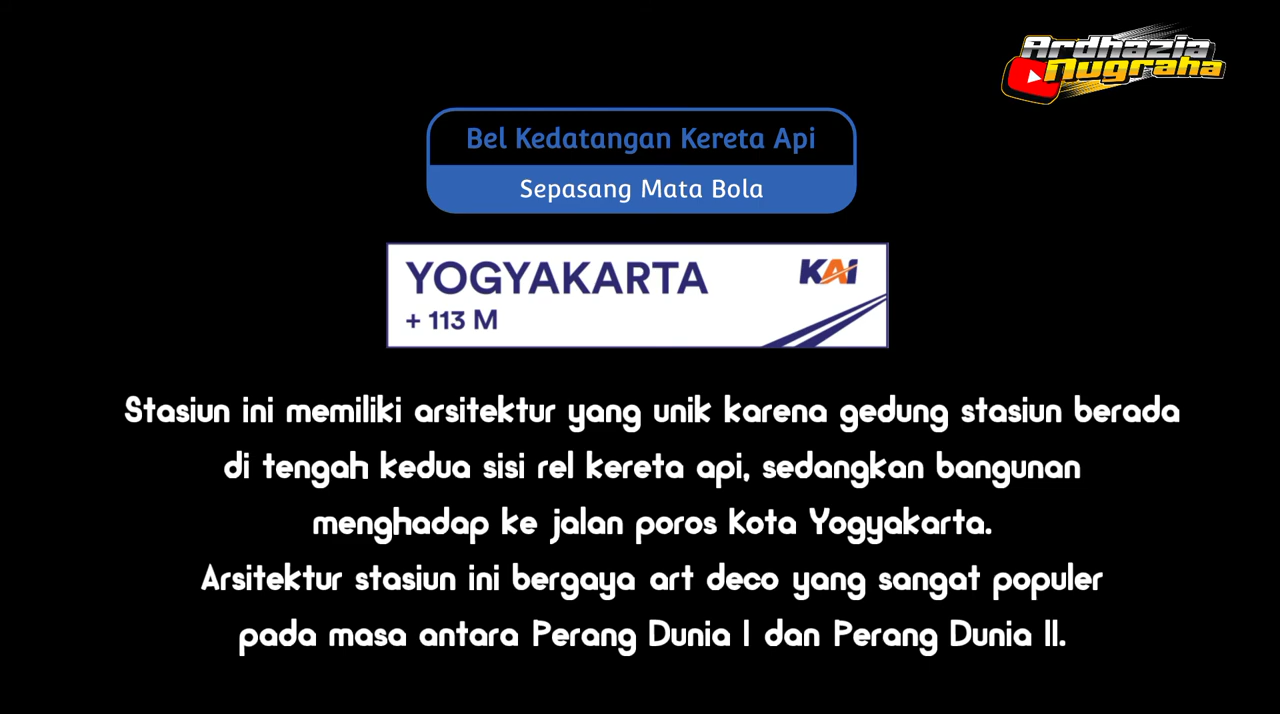 Ardhazia
Nugraha
Bel Kedatangan Kereta Api
Sepasang Mata Bola
YOGYAKARTA
KAI
+ 113 M
Stasiun ini memiliki arsitektur yang unik karena gedung stasiun berada
di tengah kedua sisi rel kereta api, sedangkan bangunan
menghadap ke jalan poros Kota Yogyakarta.
Arsitektur stasiun ini bergaya art deco yang sangat populer
pada masa antara Perang Dunia I dan Perang Dunia II.